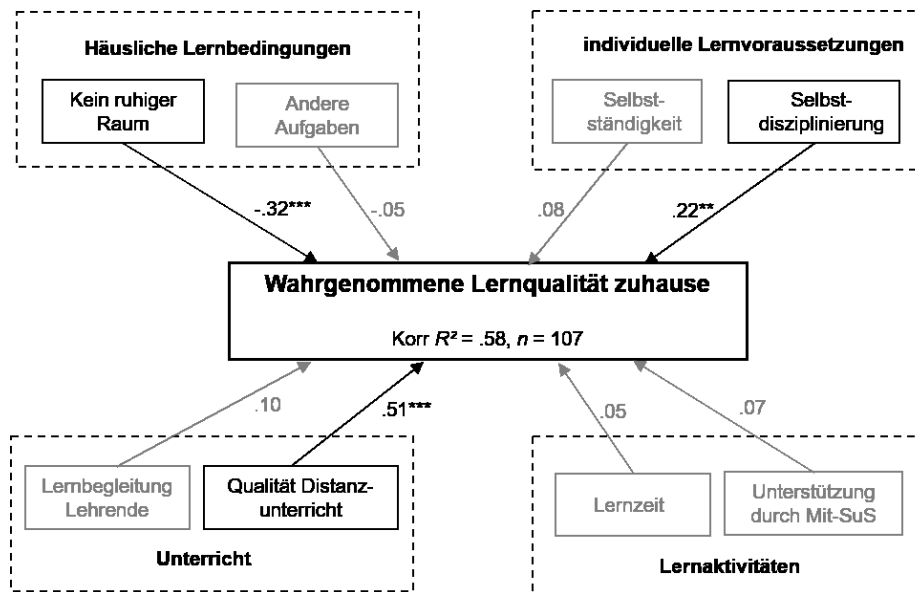 Häusliche Lernbedingungen
individuelle Lernvoraussetzungen
Kein ruhiger
Raum
Andere
Aufgaben
Selbst-
ständigkeit
Selbst-
disziplinierung
-.32***
-.05
.08
.22**
Wahrgenommene Lernqualität zuhause
Korr R² = .58, n = 107
.10
.51***
.05
.07
Lernbegleitung
Lehrende
Qualität Distanz-
unterricht
Lernzeit
Unterstützung
durch Mit-SuS
Unterricht
Lernaktivitäten